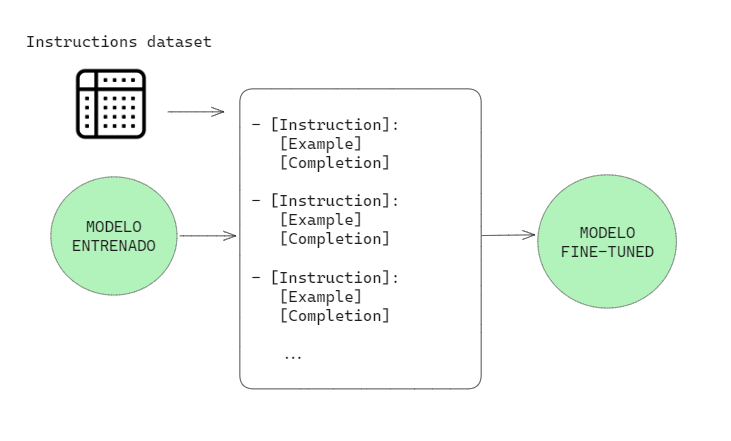 Instructions dataset
- [Instruction]:
[Example]
[Completion]
- [Instruction]:
[Example]
[Completion]
- [Instruction]:
[Example]
[Completion]
...
MODELO
ENTRENADO
MODELO
FINE-TUNED